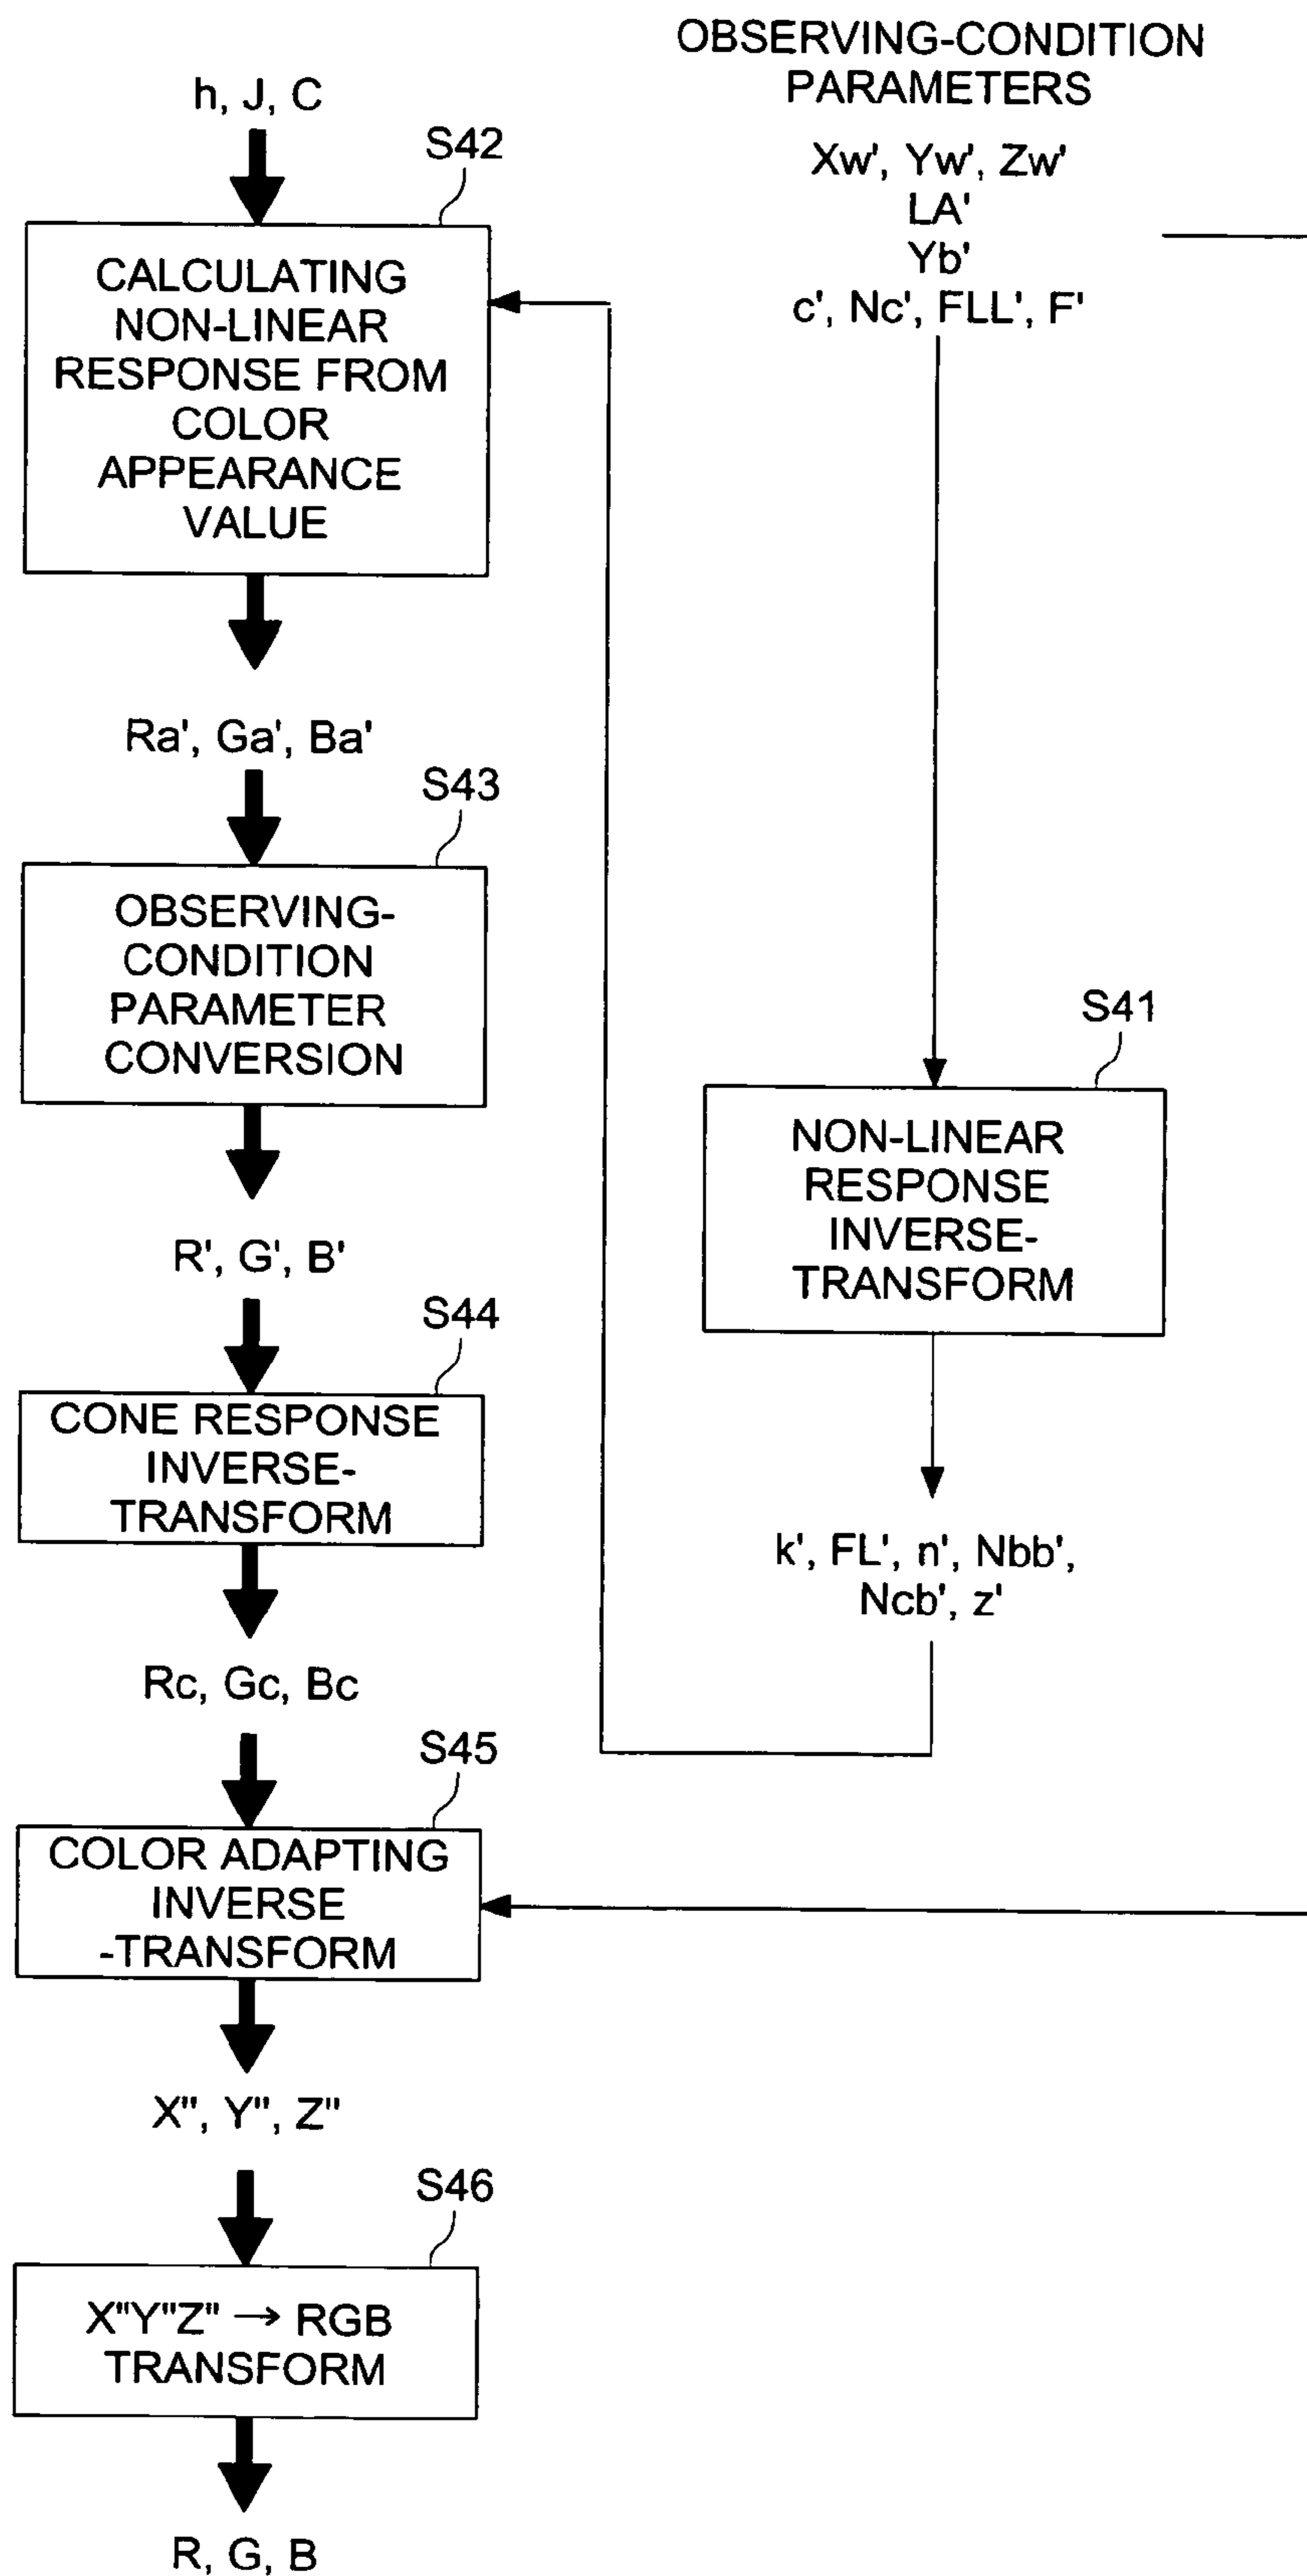 OBSERVING-CONDITION
PARAMETERS
Xw', Yw', Zw'
LA'
Yb'
c', Nc', FLL', F'
h, J, C
S42
CALCULATING
NON-LINEAR
RESPONSE FROM
COLOR
APPEARANCE
VALUE
Ra', Ga', Ba'
S43
OBSERVING-
CONDITION
PARAMETER
CONVERSION
R', G', B'
S41
NON-LINEAR
RESPONSE
INVERSE-
TRANSFORM
k', FL', n', Nbb',
Ncb', z'
S44
CONE RESPONSE
INVERSE-
TRANSFORM
Rc, Gc, Bc
S45
COLOR ADAPTING
INVERSE
-TRANSFORM
X", Y", Z"
S46
X"Y"Z" → RGB
TRANSFORM
R, G, B